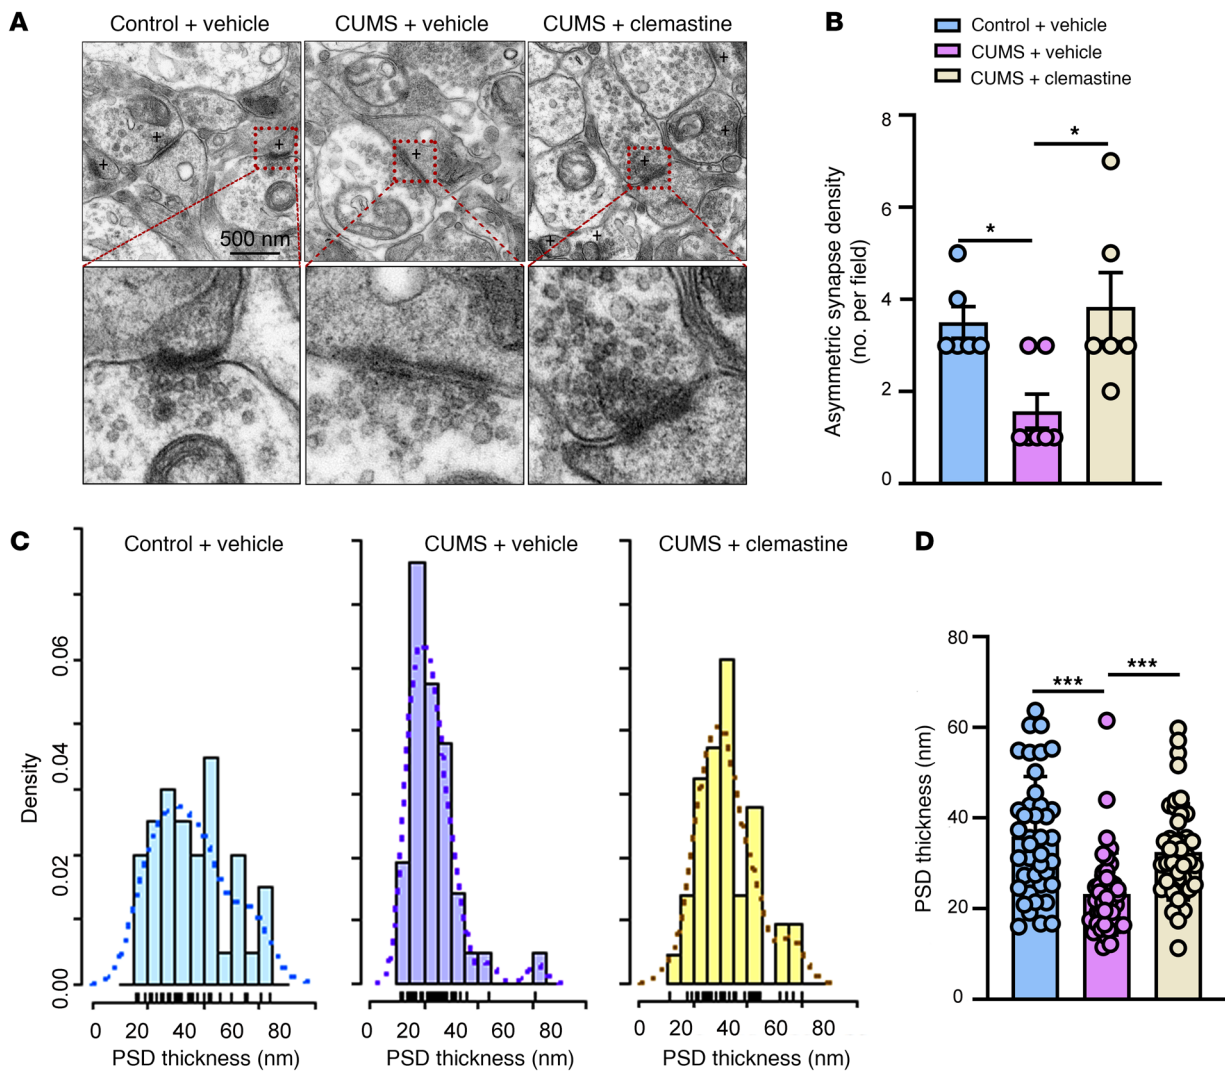 A
Control + vehicle
CUMS + vehicle
CUMS + clemastine
+
+
+
+
+
+
+
+
500 nm
B
Control + vehicle
CUMS + vehicle
CUMS + clemastine
Asymmetric synapse density
(no. per field)
8
6
4
2
0
*
*
C
Control + vehicle
CUMS + vehicle
CUMS + clemastine
Density
0.06
0.04
0.02
0.00
0 20 40 60 80
0 20 40 60 80
0 20 40 60 80
PSD thickness (nm)
PSD thickness (nm)
PSD thickness (nm)
D
PSD thickness (nm)
80
60
40
20
0
***
***